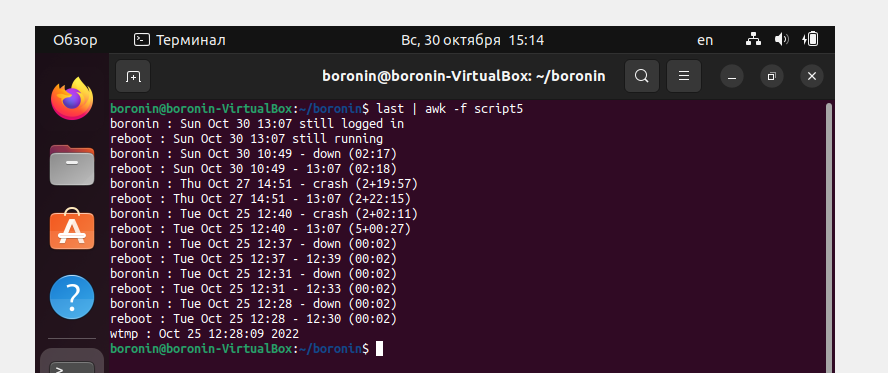 Обзор Терминал Вс, 30 октября 15:14 en
boronin@boronin-VirtualBox: ~/boronin
boronin@boronin-VirtualBox:~/boronin$ last | awk -f script5
boronin : Sun Oct 30 13:07 still logged in
reboot : Sun Oct 30 13:07 still running
boronin : Sun Oct 30 10:49 - down (02:17)
reboot : Sun Oct 30 10:49 - 13:07 (02:18)
boronin : Thu Oct 27 14:51 - crash (2+19:57)
reboot : Thu Oct 27 14:51 - 13:07 (2+22:15)
boronin : Tue Oct 25 12:40 - crash (2+02:11)
reboot : Tue Oct 25 12:40 - 13:07 (5+00:27)
boronin : Tue Oct 25 12:37 - down (00:02)
reboot : Tue Oct 25 12:37 - 12:39 (00:02)
boronin : Tue Oct 25 12:31 - down (00:02)
reboot : Tue Oct 25 12:31 - 12:33 (00:02)
boronin : Tue Oct 25 12:28 - down (00:02)
reboot : Tue Oct 25 12:28 - 12:30 (00:02)
wtmp : Oct 25 12:28:09 2022
boronin@boronin-VirtualBox:~/boronin$